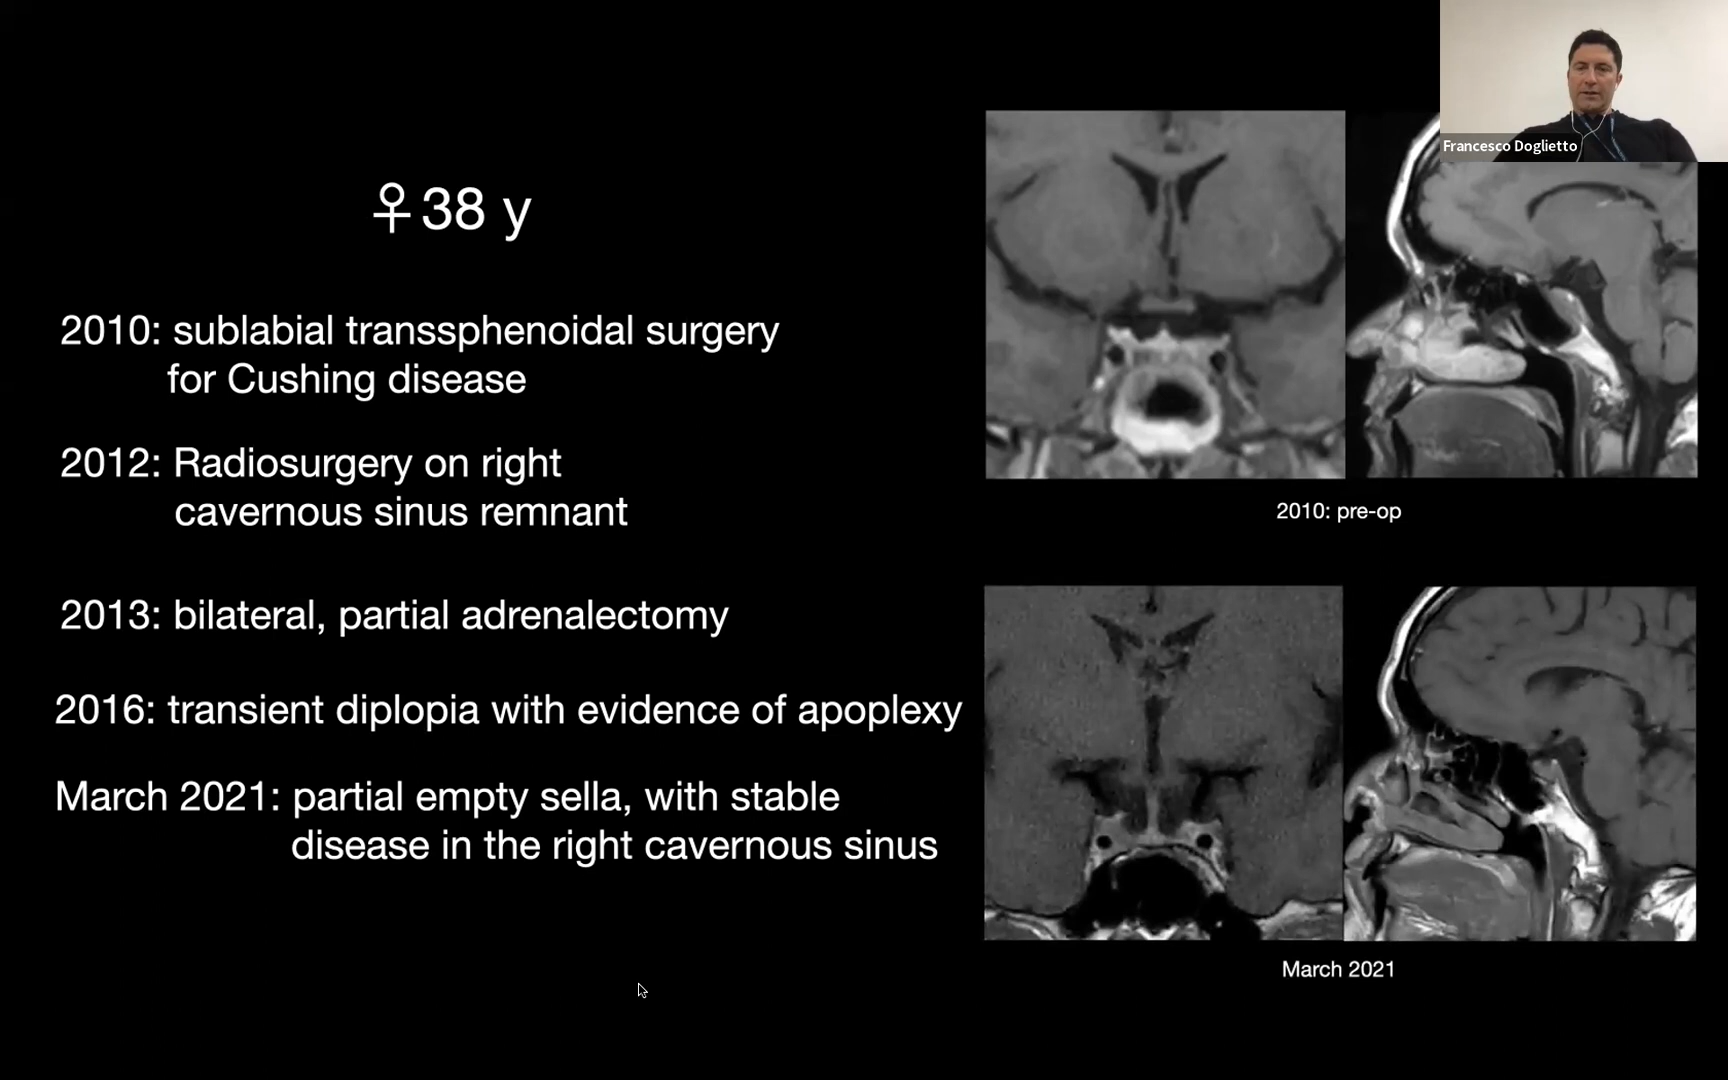 Francesco Doglietto
♀38 y
2010: sublabial transsphenoidal surgery
for Cushing disease
2012: Radiosurgery on right
cavernous sinus remnant
2013: bilateral, partial adrenalectomy
2016: transient diplopia with evidence of apoplexy
March 2021: partial empty sella, with stable
disease in the right cavernous sinus
2010: pre-op
March 2021